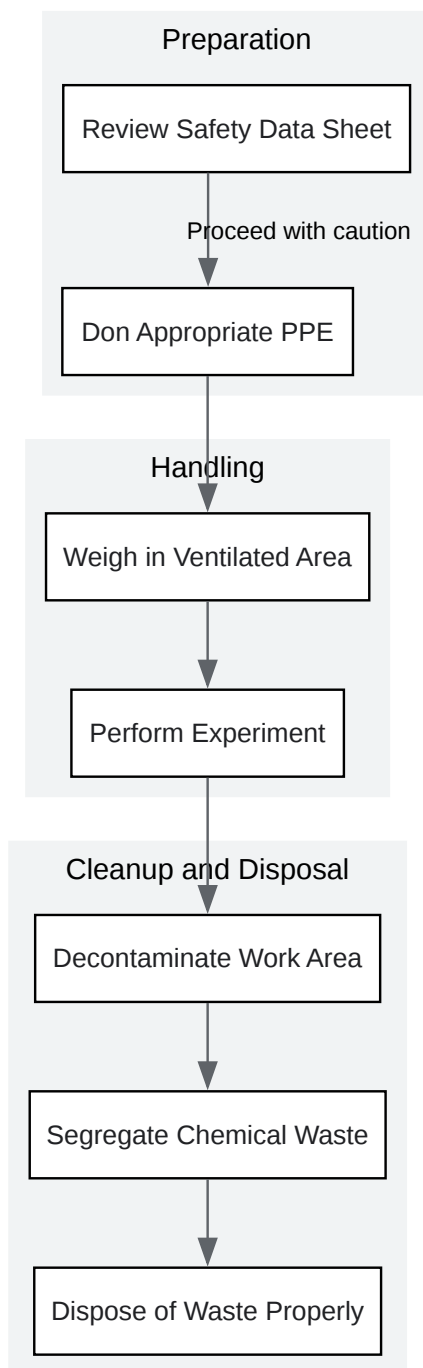 Preparation
Review Safety Data Sheet
Proceed with caution
Don Appropriate PPE
Handling
Weigh in Ventilated Area
Perform Experiment
Cleanup and Disposal
Decontaminate Work Area
Segregate Chemical Waste
Dispose of Waste Properly